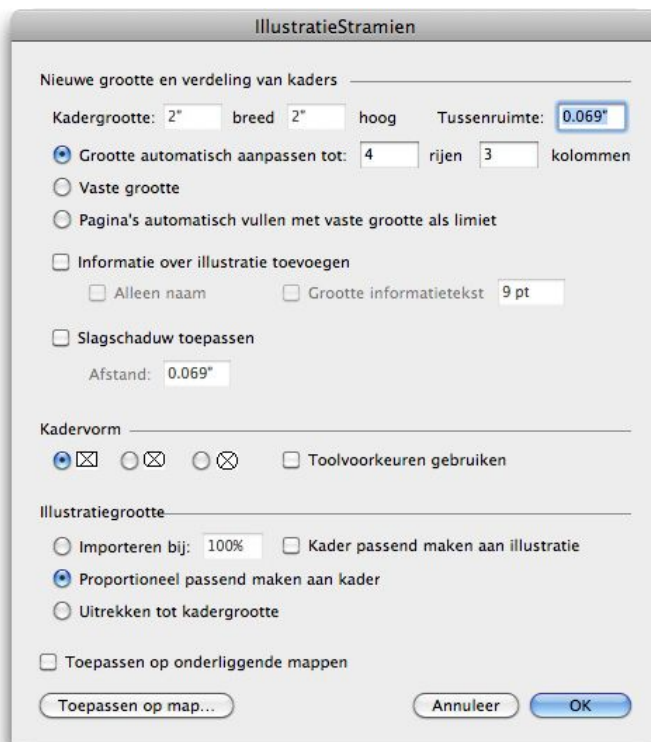 IllustratieStramien
Nieuwe grootte en verdeling van kaders
Kadergrootte: 2" breed 2" hoog Tussenruimte: 0.069"
Grootte automatisch aanpassen tot: 4 rijen 3 kolommen
Vaste grootte
Pagina's automatisch vullen met vaste grootte als limiet
Informatie over illustratie toevoegen
Alleen naam Grootte informatietekst 9 pt
Slagschaduw toepassen
Afstand: 0.069"
Kadervorm
Toolvoorkeuren gebruiken
Illustratiegrootte
Importeren bij: 100% Kader passend maken aan illustratie
Proportioneel passend maken aan kader
Uitrekken tot kadergrootte
Toepassen op onderliggende mappen
Toepassen op map... Annuleer OK